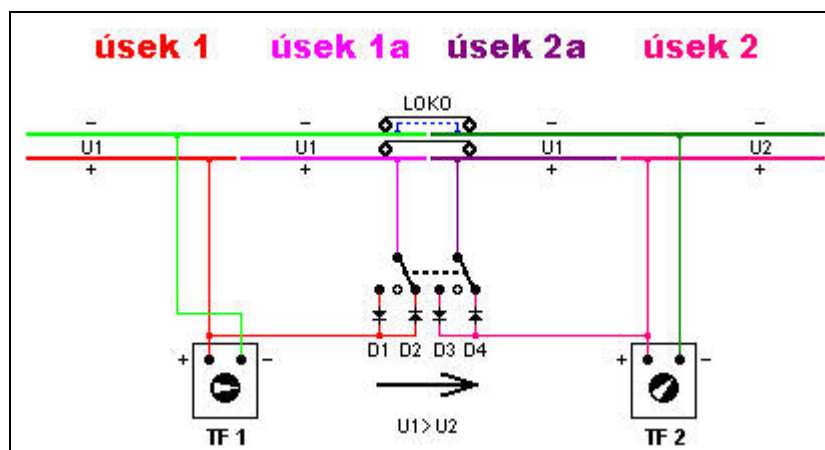 úsek 1 úsek 1a úsek 2a úsek 2
LOKO
− − − −
U1 U1 U1 U2
+ + + +
D1 D2 D3 D4
+ − + −
U1>U2
TF 1 TF 2